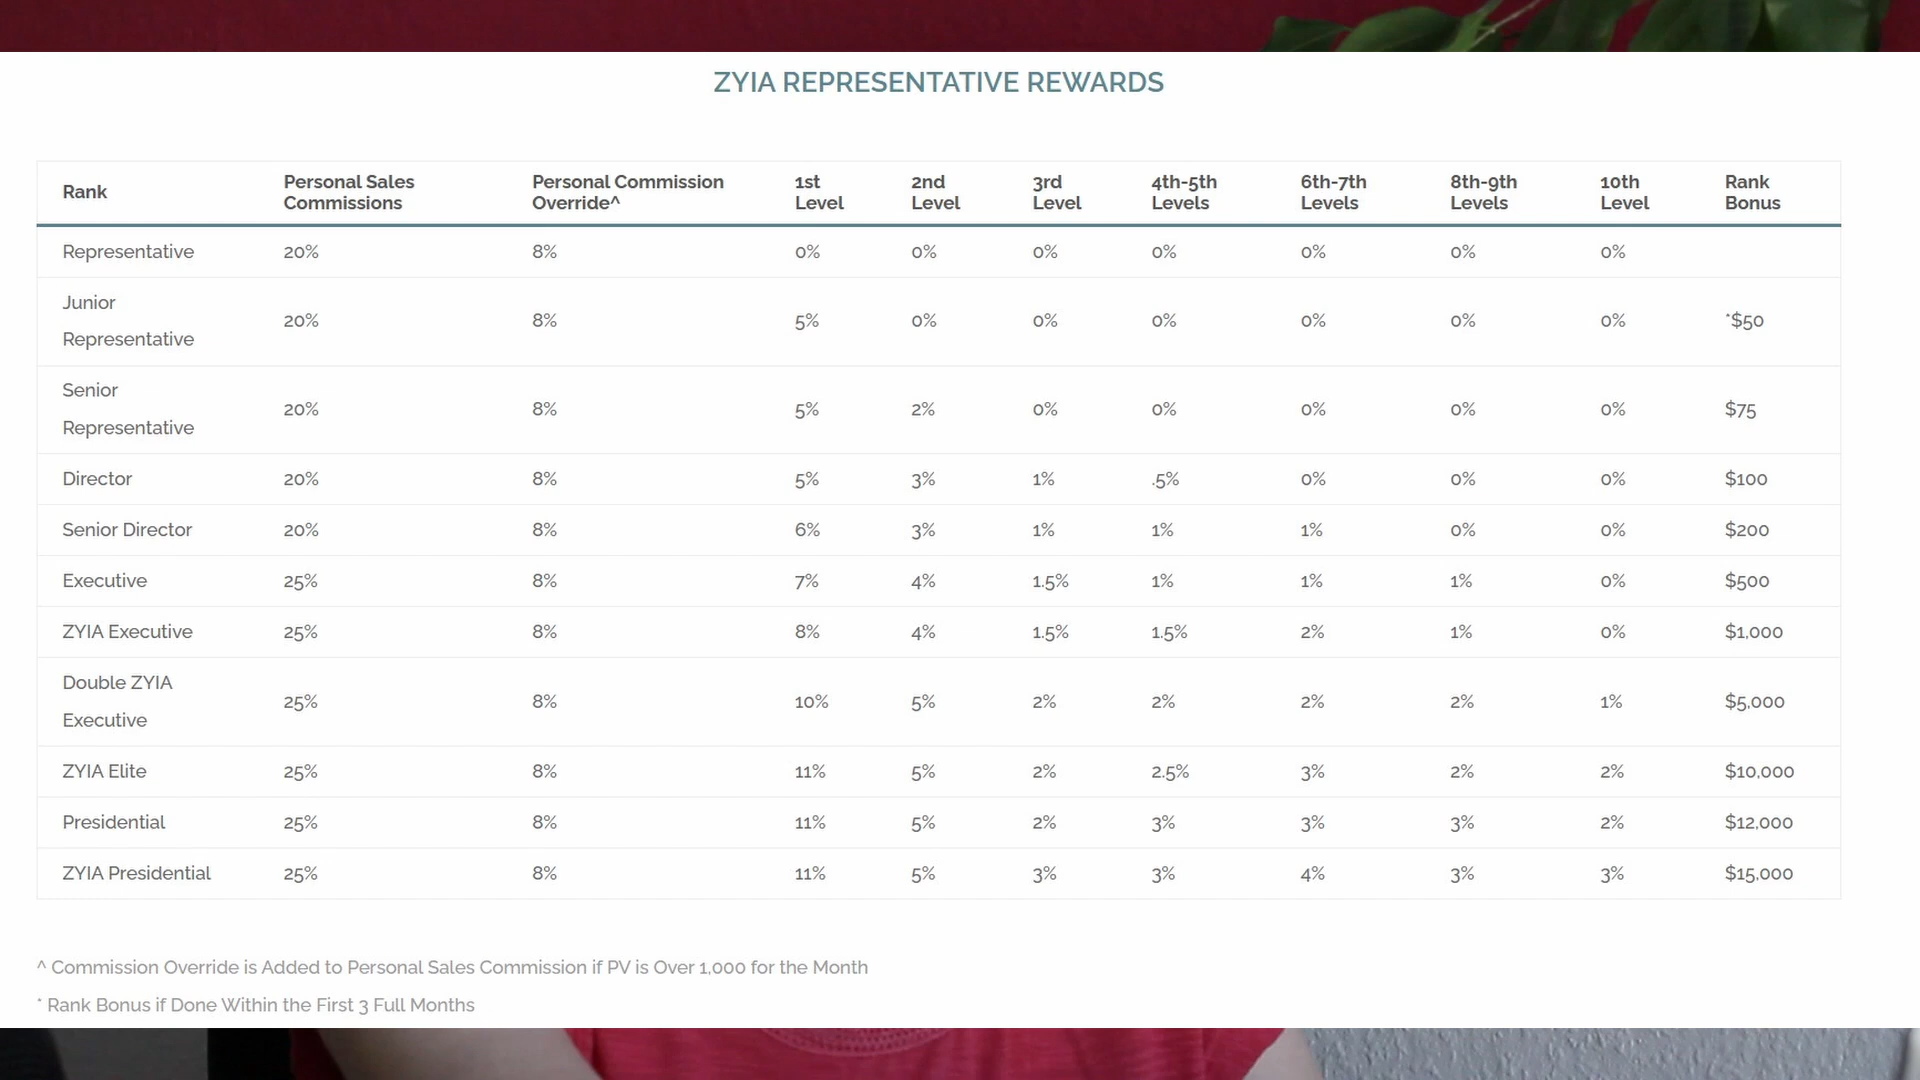 ZYIA REPRESENTATIVE REWARDS
Rank Personal Sales Commissions Personal Commission Override^ 1st Level 2nd Level 3rd Level 4th-5th Levels 6th-7th Levels 8th-9th Levels 10th Level Rank Bonus
Representative 20% 8% 0% 0% 0% 0% 0% 0% 0%
Junior Representative 20% 8% 5% 0% 0% 0% 0% 0% 0% *$50
Senior Representative 20% 8% 5% 2% 0% 0% 0% 0% 0% $75
Director 20% 8% 5% 3% 1% .5% 0% 0% 0% $100
Senior Director 20% 8% 6% 3% 1% 1% 1% 0% 0% $200
Executive 25% 8% 7% 4% 1.5% 1% 1% 1% 0% $500
ZYIA Executive 25% 8% 8% 4% 1.5% 1.5% 2% 1% 0% $1,000
Double ZYIA Executive 25% 8% 10% 5% 2% 2% 2% 2% 1% $5,000
ZYIA Elite 25% 8% 11% 5% 2% 2.5% 3% 2% 2% $10,000
Presidential 25% 8% 11% 5% 2% 3% 3% 3% 2% $12,000
ZYIA Presidential 25% 8% 11% 5% 3% 3% 4% 3% 3% $15,000
^ Commission Override is Added to Personal Sales Commission if PV is Over 1,000 for the Month
* Rank Bonus if Done Within the First 3 Full Months